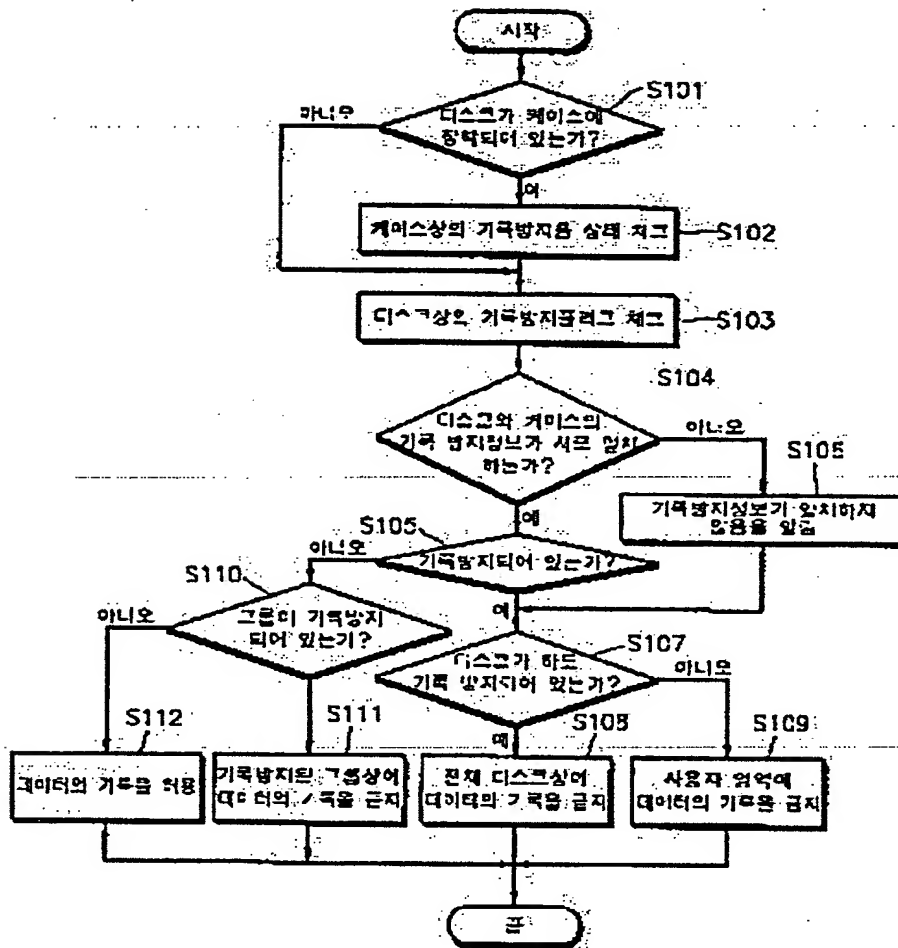 시작
S101
아니오
디스크가 케이스에
장착되어 있는가?
예
케이스상의 기록방지홈 상태 체크
S102
디스크상의 기록방지플래그 체크
S103
S104
디스크와 케이스의
기록 방지정보가 서로 일치
하는가?
아니오
S105
예
기록방지정보가 일치하지
않음을 알림
S105
아니오
기록방지되어 있는가?
S110
예
아니오
그룹이 기록방지
되어 있는가?
S107
디스크가 하드
기록 방지되어 있는가?
아니오
S112
S111
예
S108
S109
데이터의 기록을 허용
기록방지된 그룹상에
데이터의 기록을 금지
전체 디스크상에
데이터의 기록을 금지
사용자 영역에
데이터의 기록을 금지
끝